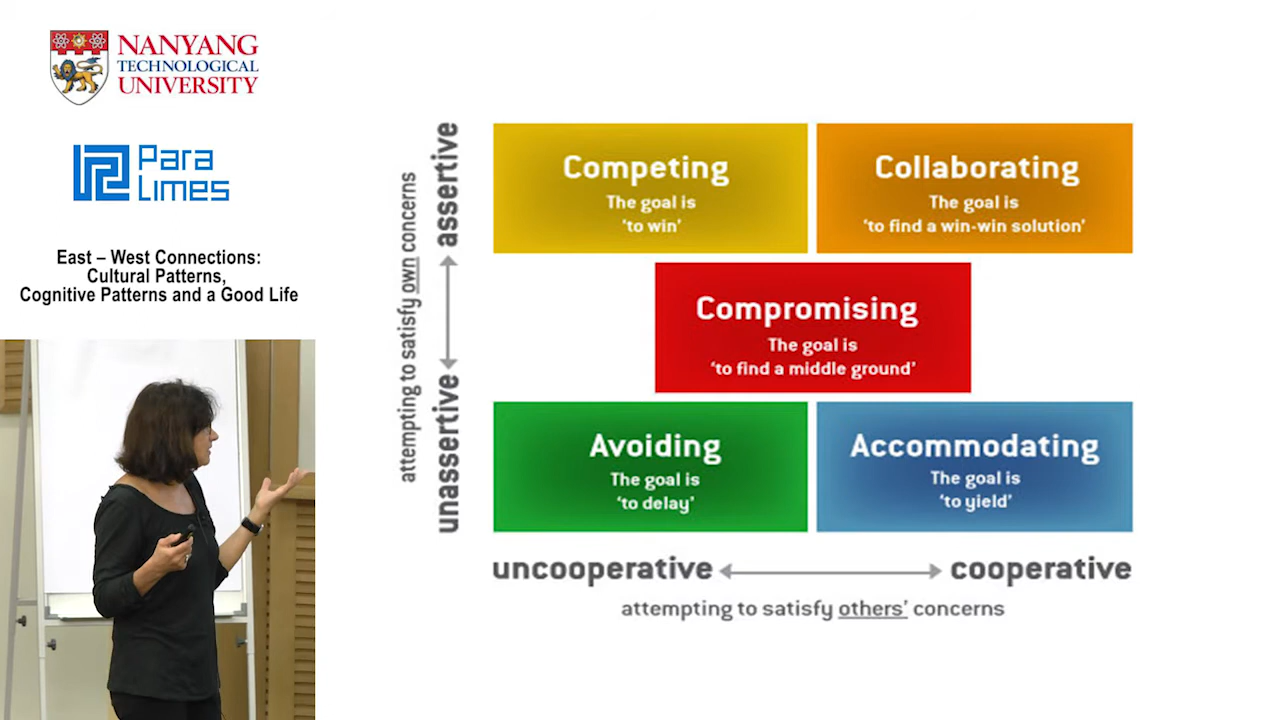 NANYANG
TECHNOLOGICAL
UNIVERSITY
Para
Limes
East – West Connections:
Cultural Patterns,
Cognitive Patterns and a Good Life
attempting to satisfy own concerns
unassertive
assertive
Competing
The goal is
‘to win’
Collaborating
The goal is
‘to find a win-win solution’
Compromising
The goal is
‘to find a middle ground’
Avoiding
The goal is
‘to delay’
Accommodating
The goal is
‘to yield’
uncooperative
cooperative
attempting to satisfy others’ concerns